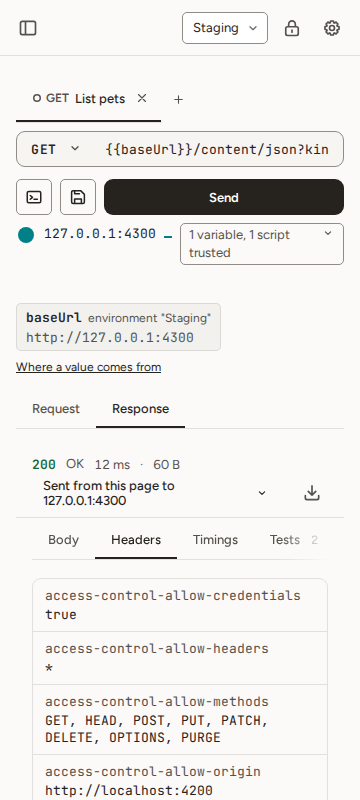 Staging
GET List pets
GET {{baseUrl}}/content/json?kin
Send
127.0.0.1:4300
1 variable, 1 script
trusted
baseUrl environment "Staging"
http://127.0.0.1:4300
Where a value comes from
Request Response
200 OK 12 ms · 60 B
Sent from this page to
127.0.0.1:4300
Body Headers Timings Tests 2
access-control-allow-credentials
true
access-control-allow-headers
*
access-control-allow-methods
GET, HEAD, POST, PUT, PATCH,
DELETE, OPTIONS, PURGE
access-control-allow-origin
http://localhost:4200